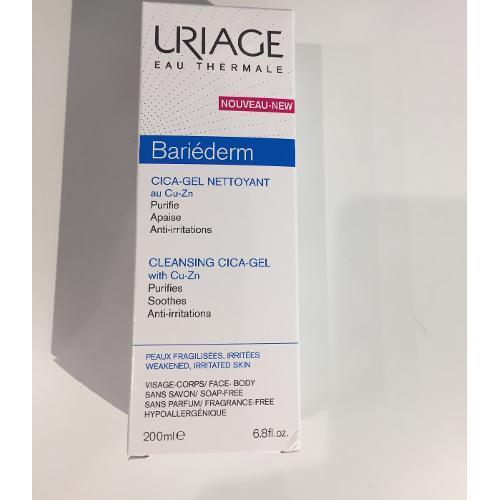 URIAGE
EAU THERMALE
NOUVEAU-NEW
Bariéderm
CICA-GEL NETTOYANT
au Cu-Zn
Purifie
Apaise
Anti-irritations
CLEANSING CICA-GEL
with Cu-Zn
Purifies
Soothes
Anti-irritations
PEAUX FRAGILISÉES, IRRITÉES
WEAKENED, IRRITATED SKIN
VISAGE-CORPS/ FACE- BODY
SANS SAVON/ SOAP-FREE
SANS PARFUM/ FRAGRANCE-FREE
HYPOALLERGÉNIQUE
200ml e 6.8fl.oz.